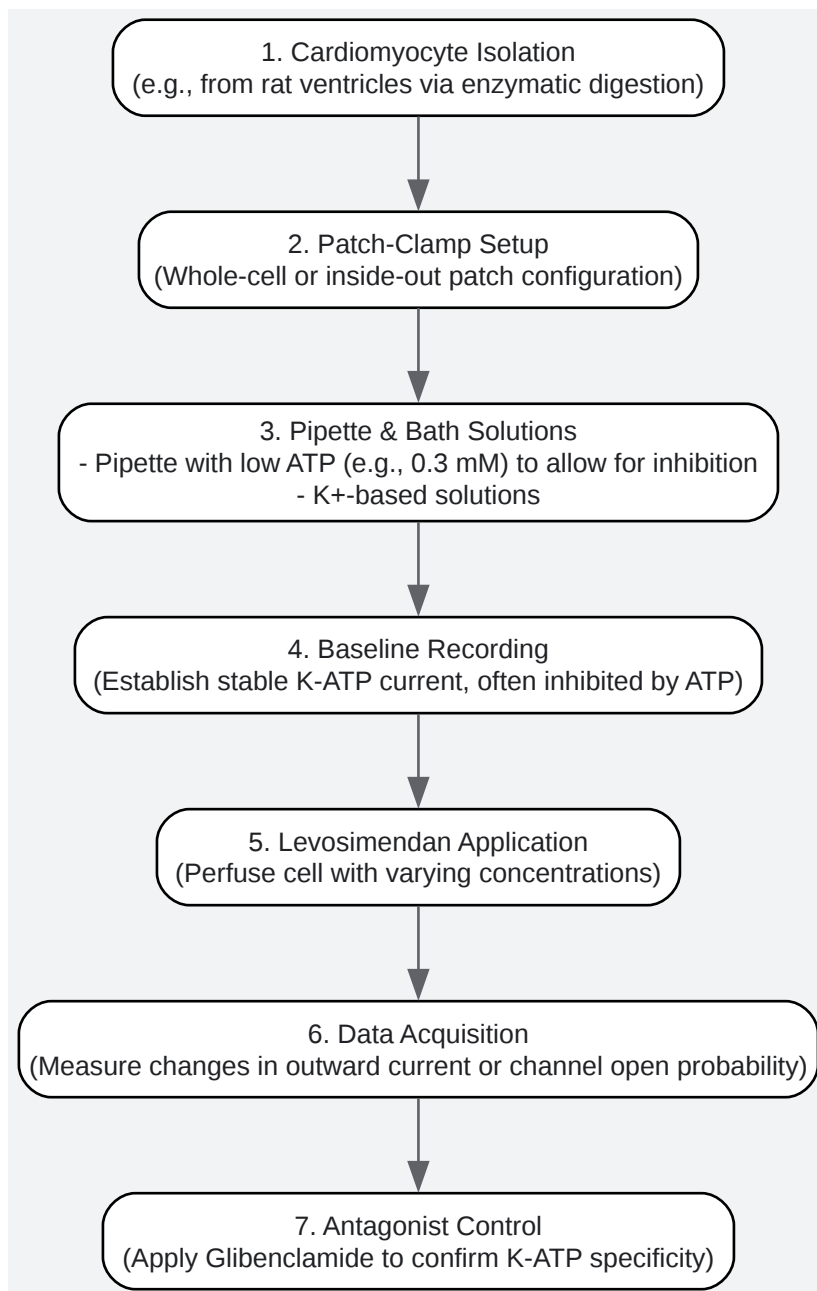 1. Cardiomyocyte Isolation
(e.g., from rat ventricles via enzymatic digestion)
2. Patch-Clamp Setup
(Whole-cell or inside-out patch configuration)
3. Pipette & Bath Solutions
- Pipette with low ATP (e.g., 0.3 mM) to allow for inhibition
- K+-based solutions
4. Baseline Recording
(Establish stable K-ATP current, often inhibited by ATP)
5. Levosimendan Application
(Perfuse cell with varying concentrations)
6. Data Acquisition
(Measure changes in outward current or channel open probability)
7. Antagonist Control
(Apply Glibenclamide to confirm K-ATP specificity)